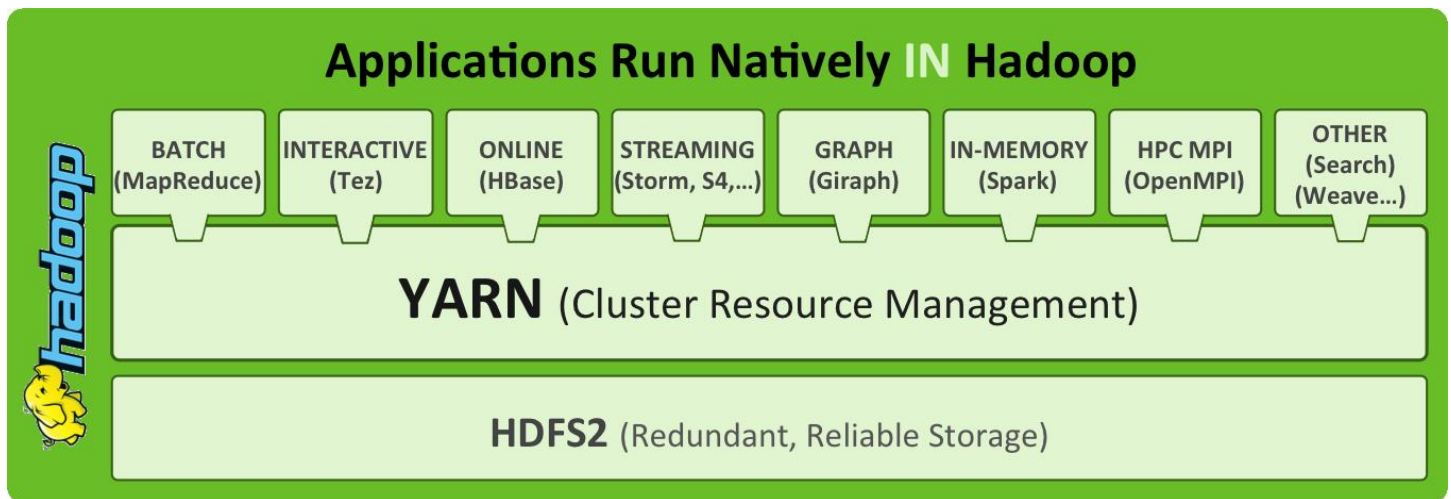 Applications Run Natively IN Hadoop
hadoop
BATCH
(MapReduce)
INTERACTIVE
(Tez)
ONLINE
(HBase)
STREAMING
(Storm, S4,...)
GRAPH
(Giraph)
IN-MEMORY
(Spark)
HPC MPI
(OpenMPI)
OTHER
(Search)
(Weave...)
YARN (Cluster Resource Management)
HDFS2 (Redundant, Reliable Storage)